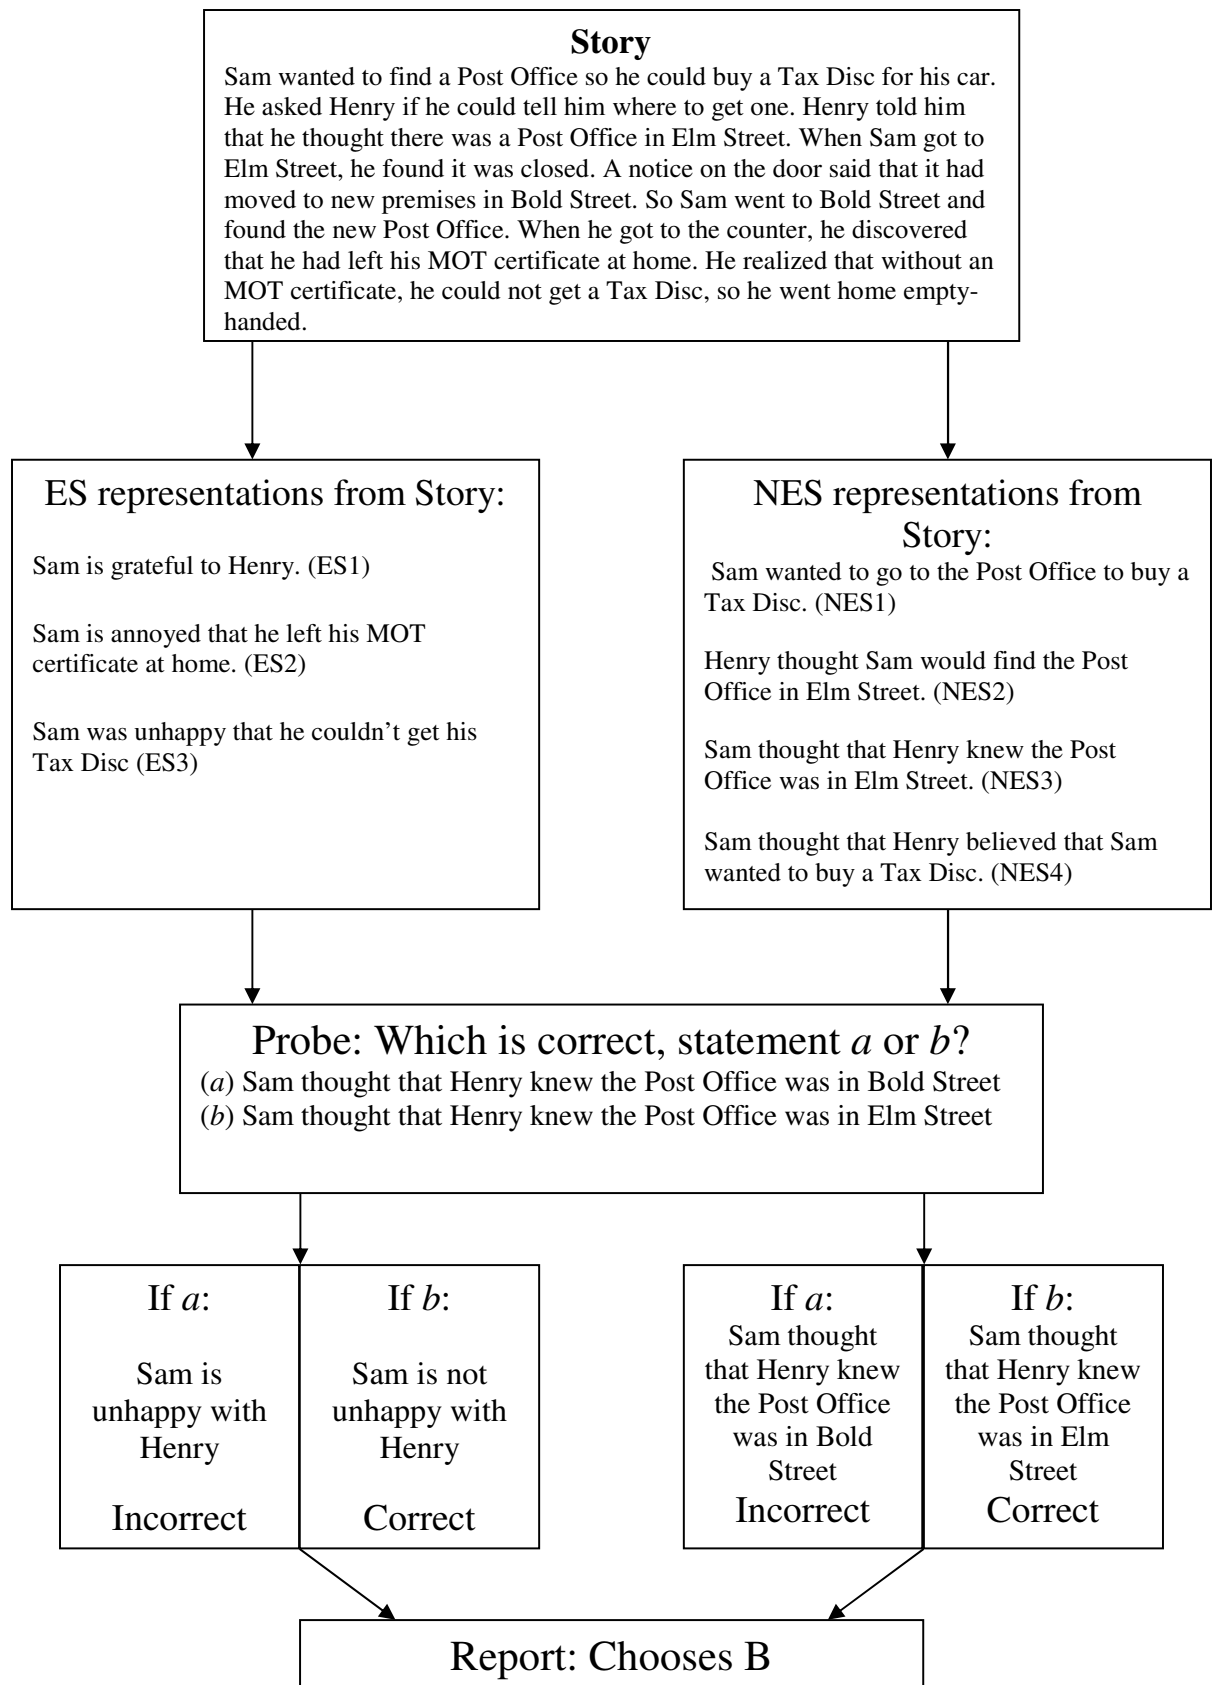 Story
Sam wanted to find a Post Office so he could buy a Tax Disc for his car.
He asked Henry if he could tell him where to get one. Henry told him
that he thought there was a Post Office in Elm Street. When Sam got to
Elm Street, he found it was closed. A notice on the door said that it had
moved to new premises in Bold Street. So Sam went to Bold Street and
found the new Post Office. When he got to the counter, he discovered
that he had left his MOT certificate at home. He realized that without an
MOT certificate, he could not get a Tax Disc, so he went home empty-
handed.
ES representations from Story:
Sam is grateful to Henry. (ES1)
Sam is annoyed that he left his MOT
certificate at home. (ES2)
Sam was unhappy that he couldn't get his
Tax Disc (ES3)
NES representations from
Story:
Sam wanted to go to the Post Office to buy a
Tax Disc. (NES1)
Henry thought Sam would find the Post
Office in Elm Street. (NES2)
Sam thought that Henry knew the Post
Office was in Elm Street. (NES3)
Sam thought that Henry believed that Sam
wanted to buy a Tax Disc. (NES4)
Probe: Which is correct, statement a or b?
(a) Sam thought that Henry knew the Post Office was in Bold Street
(b) Sam thought that Henry knew the Post Office was in Elm Street
If a:
Sam is
unhappy with
Henry
Incorrect
If b:
Sam is not
unhappy with
Henry
Correct
If a:
Sam thought
that Henry knew
the Post Office
was in Bold
Street
Incorrect
If b:
Sam thought
that Henry knew
the Post Office
was in Elm
Street
Correct
Report: Chooses B